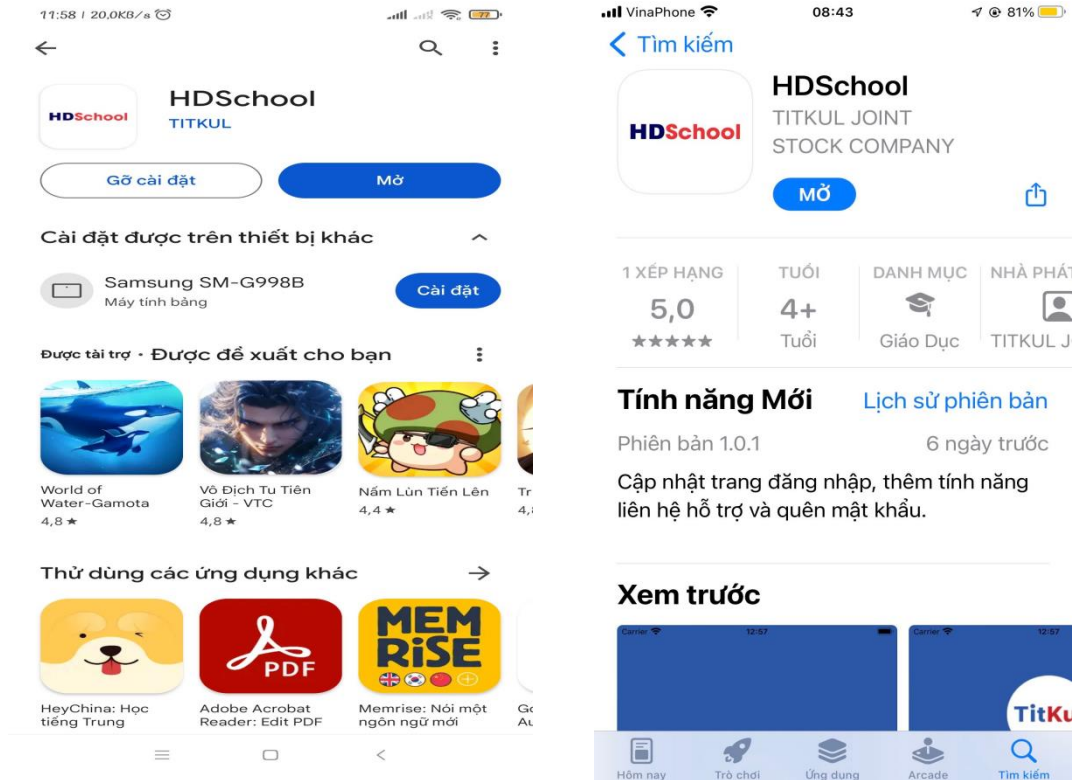 11:58 | 20,0KB/s
77
HDSchool
HDSchool
TITKUL
Gỡ cài đặt
Mở
Cài đặt được trên thiết bị khác
Samsung SM-G998B
Máy tính bảng
Cài đặt
Được tài trợ · Được đề xuất cho bạn
World of
Water-Gamota
4,8 ★
Vô Địch Tu Tiên
Giới - VTC
4,8 ★
Nấm Lùn Tiến Lên
4,4 ★
Tr
4,
Thử dùng các ứng dụng khác
PDF
MEM
RiSE
HeyChina: Học
tiếng Trung
Adobe Acrobat
Reader: Edit PDF
Memrise: Nói một
ngôn ngữ mới
VinaPhone
08:43
81%
Tìm kiếm
HDSchool
HDSchool
TITKUL JOINT
STOCK COMPANY
MỞ
1 XẾP HẠNG
5,0
★★★★★
TUỔI
4+
Tuổi
DANH MỤC
Giáo Dục
NHÀ PHÁT
TITKUL J
Tính năng Mới
Lịch sử phiên bản
Phiên bản 1.0.1
6 ngày trước
Cập nhật trang đăng nhập, thêm tính năng
liên hệ hỗ trợ và quên mật khẩu.
Xem trước
Carrier
12:57
Carrier
12:57
TitKu
Hôm nay
Trò chơi
Ứng dụng
Arcade
Tìm kiếm